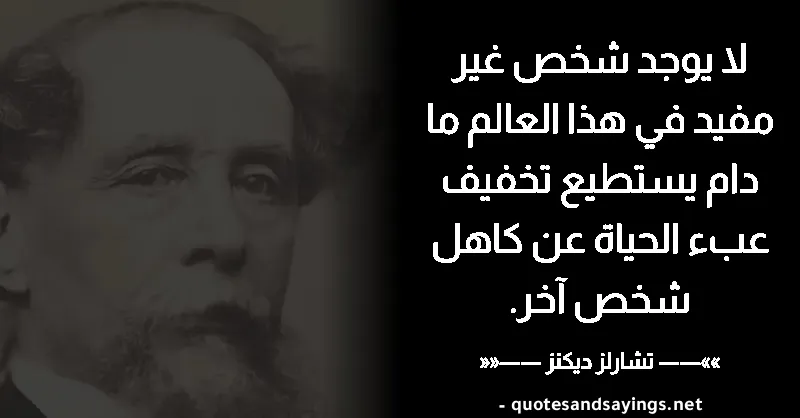 لا يوجد شخص غير
مفيد في هذا العالم ما
دام يستطيع تخفيف
عبء الحياة عن كاهل
شخص آخر.
»»—— تشارلز ديكنز ——««
- quotesandsayings.net